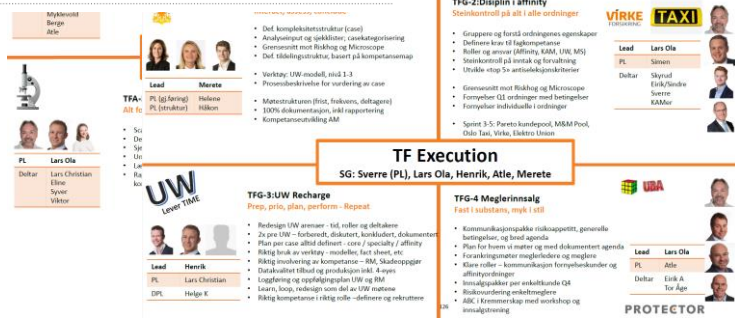 Myklevold
Berge
Atle
PL Lars Ola
Deltar Lars Christian
Eline
Syver
Viktor
TFA-
Alt fo
Lead Merete
PL (gj.føring) Helene
PL (struktur) Håkon
• Def. kompleksitetsstruktur (case)
• Analyseinput og sjekklister; casekategorisering
• Grensesnitt mot Riskhog og Microscope
• Def. tildelingsstruktur, basert på kompetansemap
• Verktøy: UW-modell, nivå 1-3
• Prosessbeskrivelse for vurdering av case
• Møtestrukturen (frist, frekvens, deltagere)
• 100% dokumentasjon, inkl rapportering
• Kompetanseutvikling AM
TFG-2:Disiplin i affinity
Steinkontroll på alt i alle ordninger
• Gruppere og forstå ordningenes egenskaper
• Definere krav til fagkompetanse
• Roller og ansvar (Affinity, KAM, UW, MS)
• Steinkontroll på inntak og forvaltning
• Utvikle «top 5» antiseleksjonskriterier
• Grensesnitt mot Riskhog og Microscope
• Fornyelser Q1 ordninger med betingelser
• Fornyelser individuelle i ordninger
• Sprint 3-5: Pareto kundepool, M&M Pool,
Oslo Taxi, Virke, Elektro Union
VIRKE
FORSIKRING
TAXI
Lead Lars Ola
PL Simen
Deltar Skyrud
Eirik/Sindre
Sverre
KAMer
TF Execution
SG: Sverre (PL), Lars Ola, Henrik, Atle, Merete
UW
Lever TIME
Lead Henrik
PL Lars Christian
DPL Helge K
TFG-3:UW Recharge
Prep, prio, plan, perform - Repeat
• Redesign UW arenaer - tid, roller og deltakere
• 2x pre UW – forberedt, diskutert, konkludert, dokumentert
• Plan per case alltid definert - core / specialty / affinity
• Riktig bruk av verktøy - modeller, fact sheet, etc
• Riktig involvering av kompetanse – RM, Skadeoppgjør
• Datakvalitet tilbud og produksjon inkl. 4-eyes
• Loggføring og oppfølgingsplan UW og RM
• Learn, loop, redesign som del av UW møtene
• Riktig kompetanse i riktig rolle –definere og rekruttere
TFG-4 Meglerinnsalg
Fast i substans, myk i stil
• Kommunikasjonspakke risikoappetitt, generelle
betingelser, og bred agenda
• Plan for hvem vi møter og med dokumentert agenda
• Forankringsmøter meglerledere og meglere
• Klare roller – kommunikasjon fornyelseskunder og
affinityordninger
• Innsalgspakker per enkeltkunde Q4
• Risikovurdering enkeltmeglere
• ABC i Kremmerskap med workshop og
innsalgstrening
UBA
Lead Lars Ola
PL Atle
Deltar Eirik A
Tor Åge
PROTECTOR